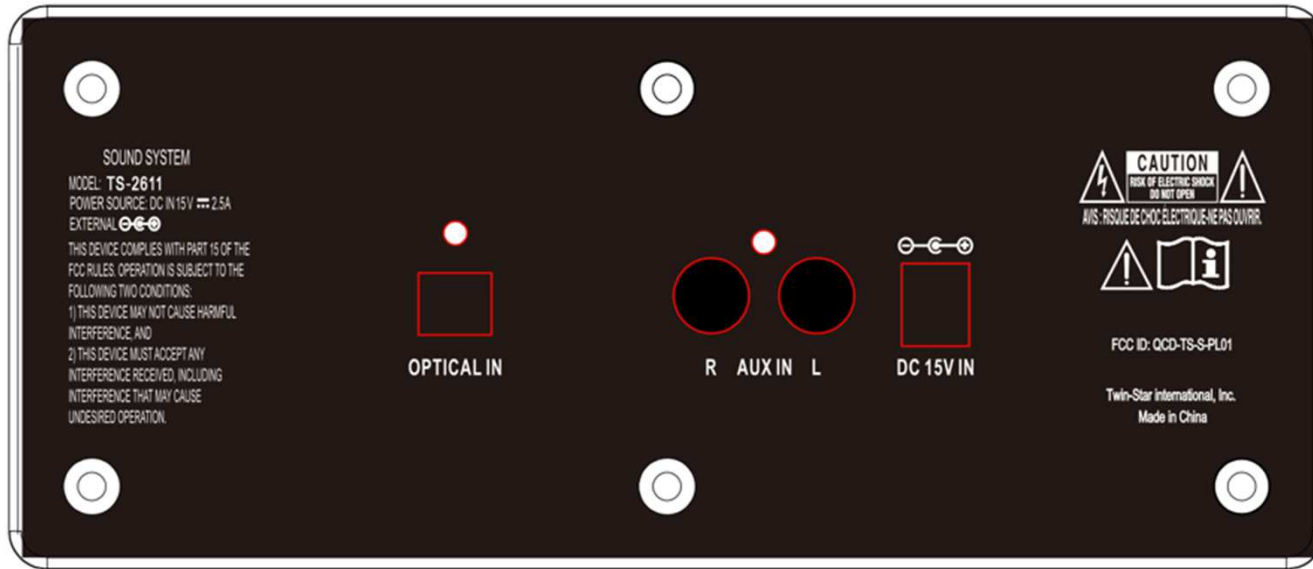 SOUND SYSTEM
MODEL: TS-2611
POWER SOURCE: DC IN 15V ⎓ 2.5A
EXTERNAL
THIS DEVICE COMPLIES WITH PART 15 OF THE
FCC RULES. OPERATION IS SUBJECT TO THE
FOLLOWING TWO CONDITIONS:
1) THIS DEVICE MAY NOT CAUSE HARMFUL
INTERFERENCE, AND
2) THIS DEVICE MUST ACCEPT ANY
INTERFERENCE RECEIVED, INCLUDING
INTERFERENCE THAT MAY CAUSE
UNDESIRED OPERATION.
OPTICAL IN
R AUX IN L
DC 15V IN
CAUTION
RISK OF ELECTRIC SHOCK
DO NOT OPEN
AVIS : RISQUE DE CHOC ÉLECTRIQUE-NE PAS OUVRIR.
FCC ID: QCD-TS-S-PL01
Twin-Star international, Inc.
Made in China